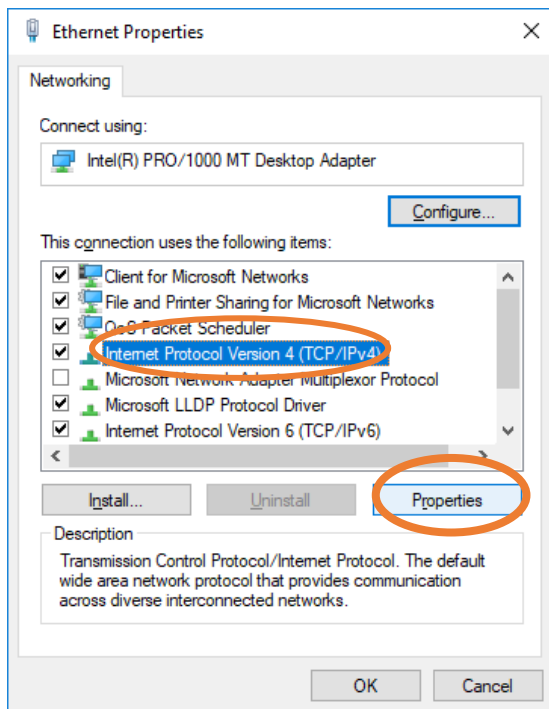 Ethernet Properties
Networking
Connect using:
Intel(R) PRO/1000 MT Desktop Adapter
Configure...
This connection uses the following items:
Client for Microsoft Networks
File and Printer Sharing for Microsoft Networks
QoS Packet Scheduler
Internet Protocol Version 4 (TCP/IPv4)
Microsoft Network Adapter Multiplexor Protocol
Microsoft LLDP Protocol Driver
Internet Protocol Version 6 (TCP/IPv6)
Install...
Uninstall
Properties
Description
Transmission Control Protocol/Internet Protocol. The default
wide area network protocol that provides communication
across diverse interconnected networks.
OK
Cancel